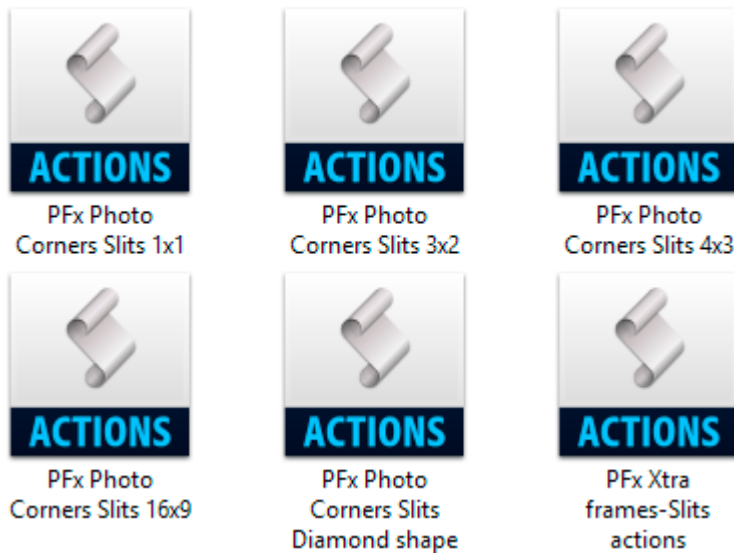 ACTIONS
PFx Photo
Corners Slits 1x1
ACTIONS
PFx Photo
Corners Slits 3x2
ACTIONS
PFx Photo
Corners Slits 4x3
ACTIONS
PFx Photo
Corners Slits 16x9
ACTIONS
PFx Photo
Corners Slits
Diamond shape
ACTIONS
PFx Xtra
frames-Slits
actions